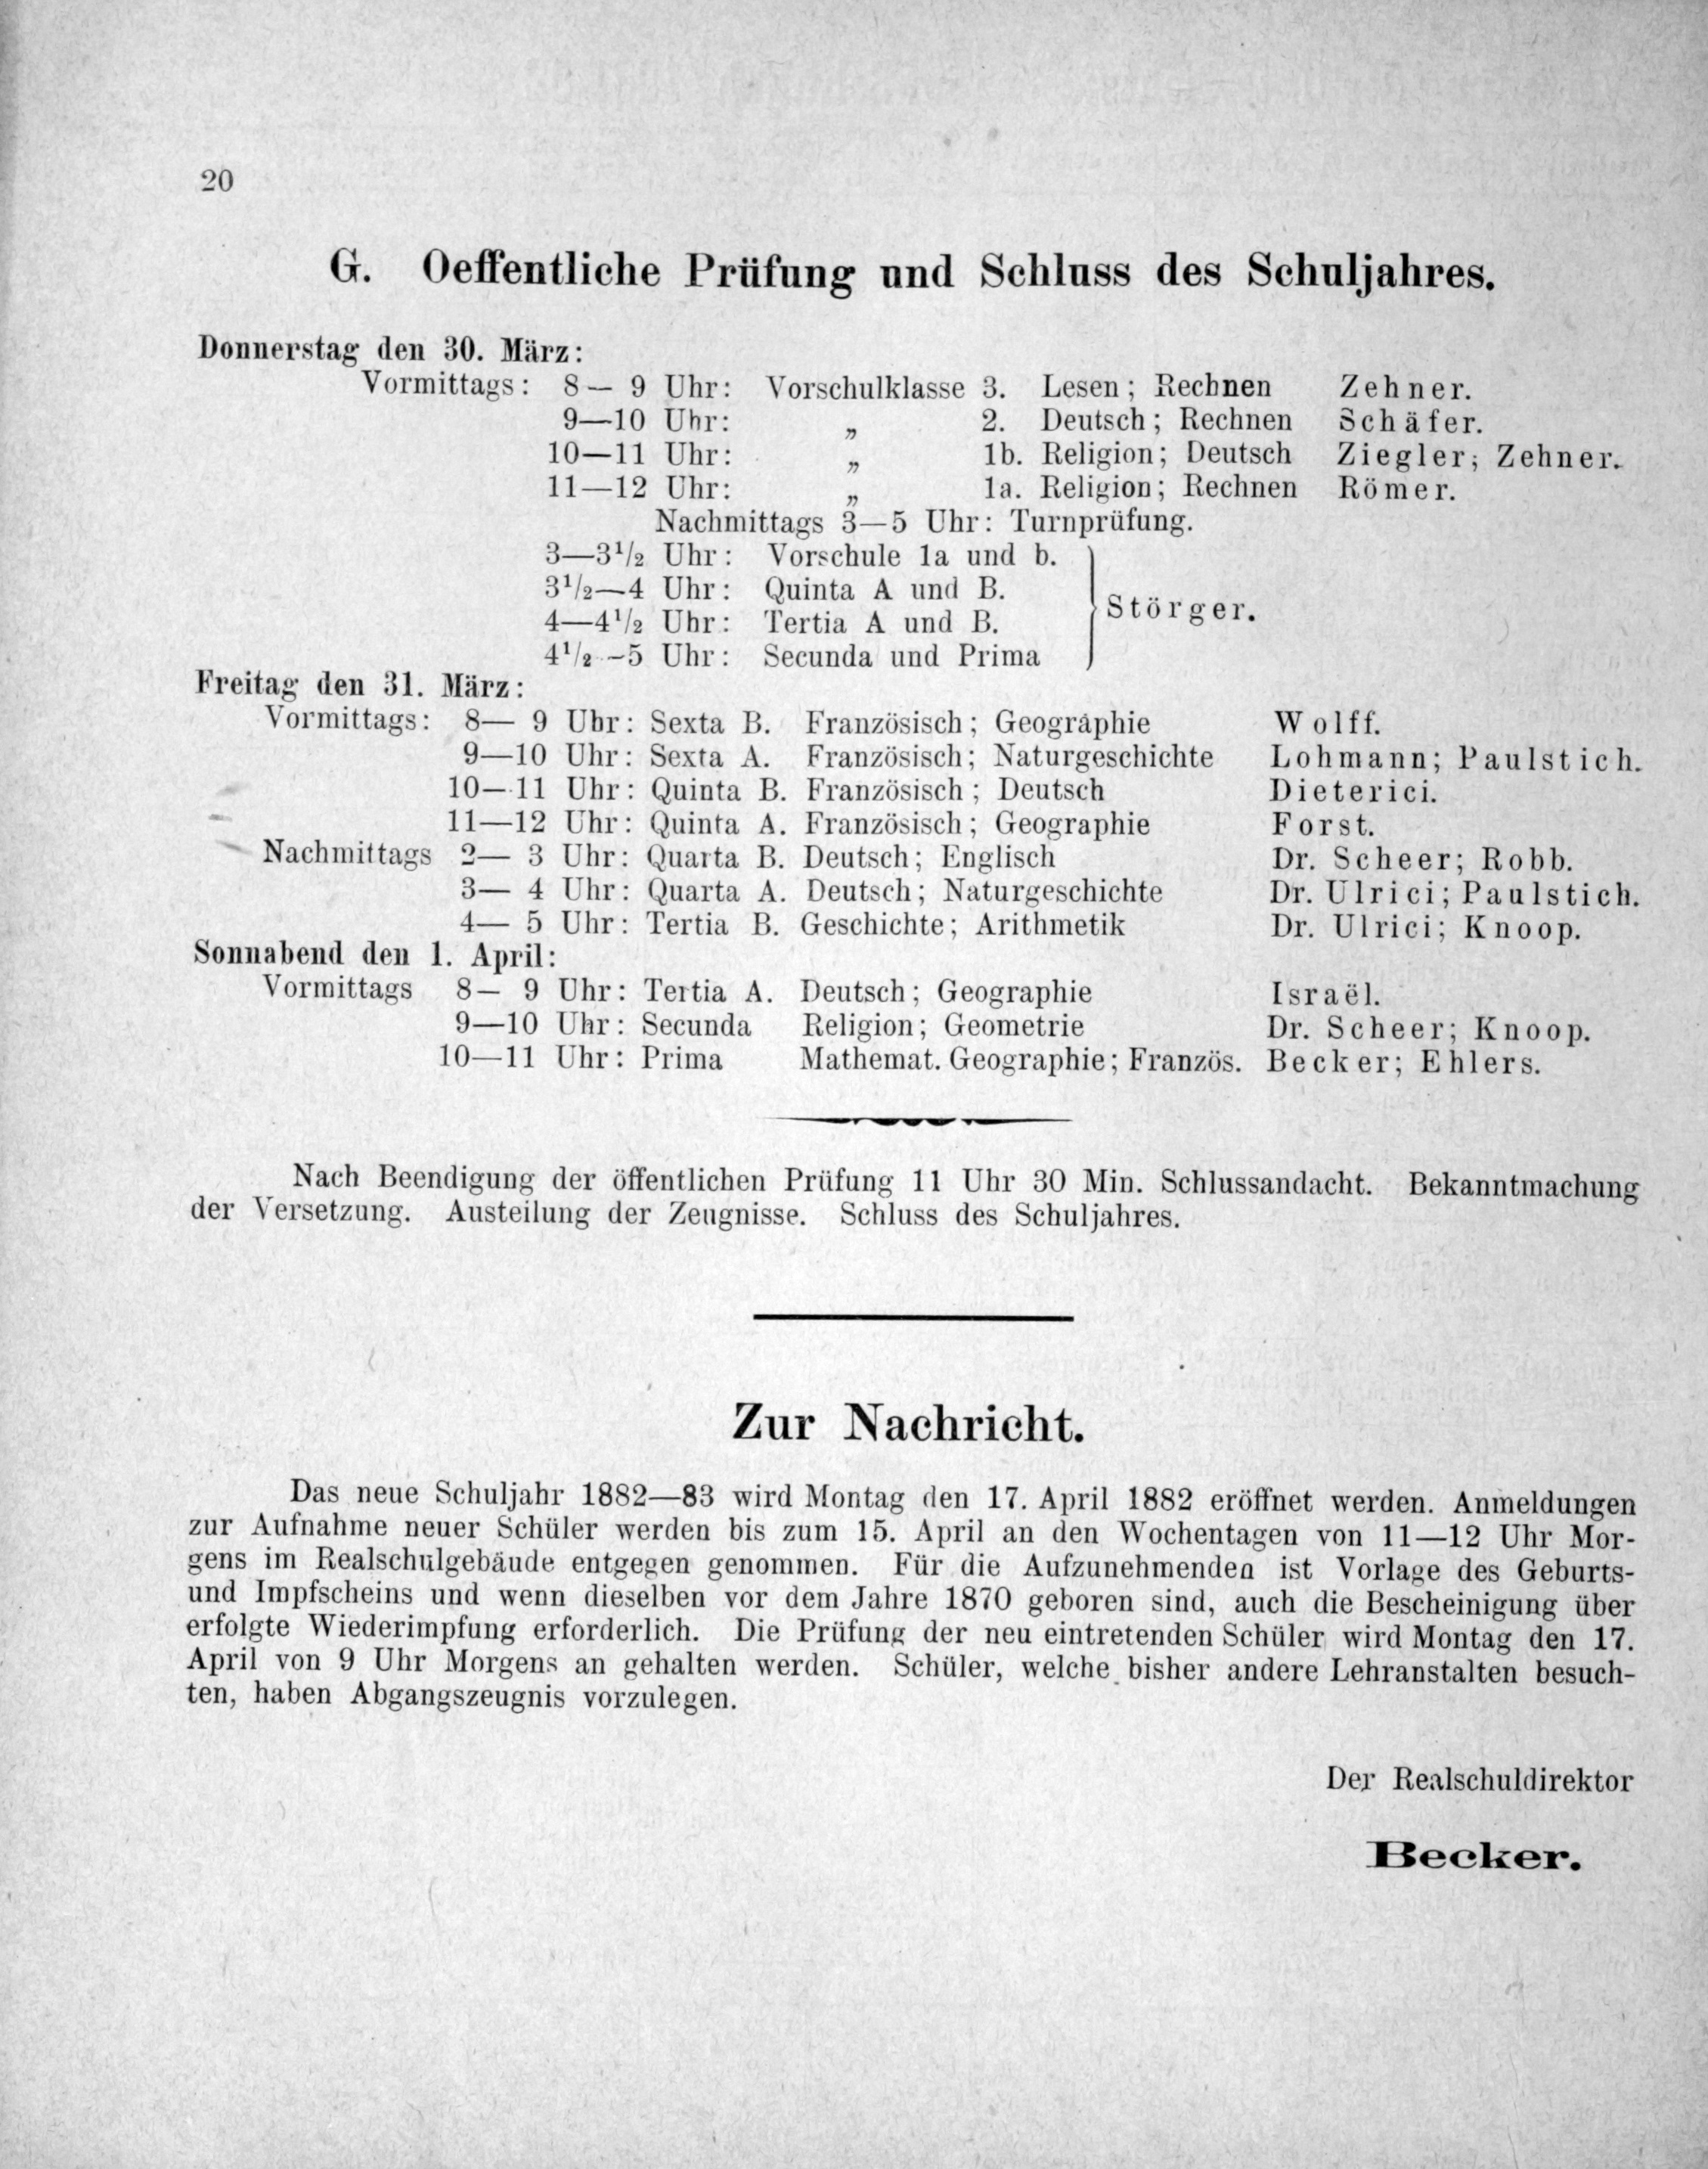 20
G. Oeffentliche Prüfung und Schluss des Schuljahres.
Donnerstag den 30. März:
Vormittags: 8— 9 Uhr: Vorschulklasse 3. Lesen; Rechnen Zehner.
9—10 Uhr: „ 2. Deutsch; Rechnen Schäfer.
10—11 Uhr: „ 1b. Religion; Deutsch Ziegler; Zehner.
11—12 Uhr: „ 1a. Religion; Rechnen Römer.
Nachmittags 3—5 Uhr: Turnprüfung.
3—3½ Uhr: Vorschule 1a und b.
3½—4 Uhr: Quinta A und B.
Störger.
4—4½ Uhr: Tertia A und B.
4½—5 Uhr: Secunda und Prima
Freitag den 31. März:
Vormittags: 8— 9 Uhr: Sexta B. Französisch; Geographie Wolff.
9—10 Uhr: Sexta A. Französisch; Naturgeschichte Lohmann; Paulstich.
10—11 Uhr: Quinta B. Französisch; Deutsch Dieterici.
11—12 Uhr: Quinta A. Französisch; Geographie Forst.
Nachmittags 2— 3 Uhr: Quarta B. Deutsch; Englisch Dr. Scheer; Robb.
3— 4 Uhr: Quarta A. Deutsch; Naturgeschichte Dr. Ulrici; Paulstich.
4— 5 Uhr: Tertia B. Geschichte; Arithmetik Dr. Ulrici; Knoop.
Sonnabend den 1. April:
Vormittags 8— 9 Uhr: Tertia A. Deutsch; Geographie Israël.
9—10 Uhr: Secunda Religion; Geometrie Dr. Scheer; Knoop.
10—11 Uhr: Prima Mathemat. Geographie; Französ. Becker; Ehlers.
Nach Beendigung der öffentlichen Prüfung 11 Uhr 30 Min. Schlussandacht. Bekanntmachung
der Versetzung. Austeilung der Zeugnisse. Schluss des Schuljahres.
Zur Nachricht.
Das neue Schuljahr 1882—83 wird Montag den 17. April 1882 eröffnet werden. Anmeldungen
zur Aufnahme neuer Schüler werden bis zum 15. April an den Wochentagen von 11—12 Uhr Mor-
gens im Realschulgebäude entgegen genommen. Für die Aufzunehmenden ist Vorlage des Geburts-
und Impfscheins und wenn dieselben vor dem Jahre 1870 geboren sind, auch die Bescheinigung über
erfolgte Wiederimpfung erforderlich. Die Prüfung der neu eintretenden Schüler wird Montag den 17.
April von 9 Uhr Morgens an gehalten werden. Schüler, welche bisher andere Lehranstalten besuch-
ten, haben Abgangszeugnis vorzulegen.
Der Realschuldirektor
Becker.